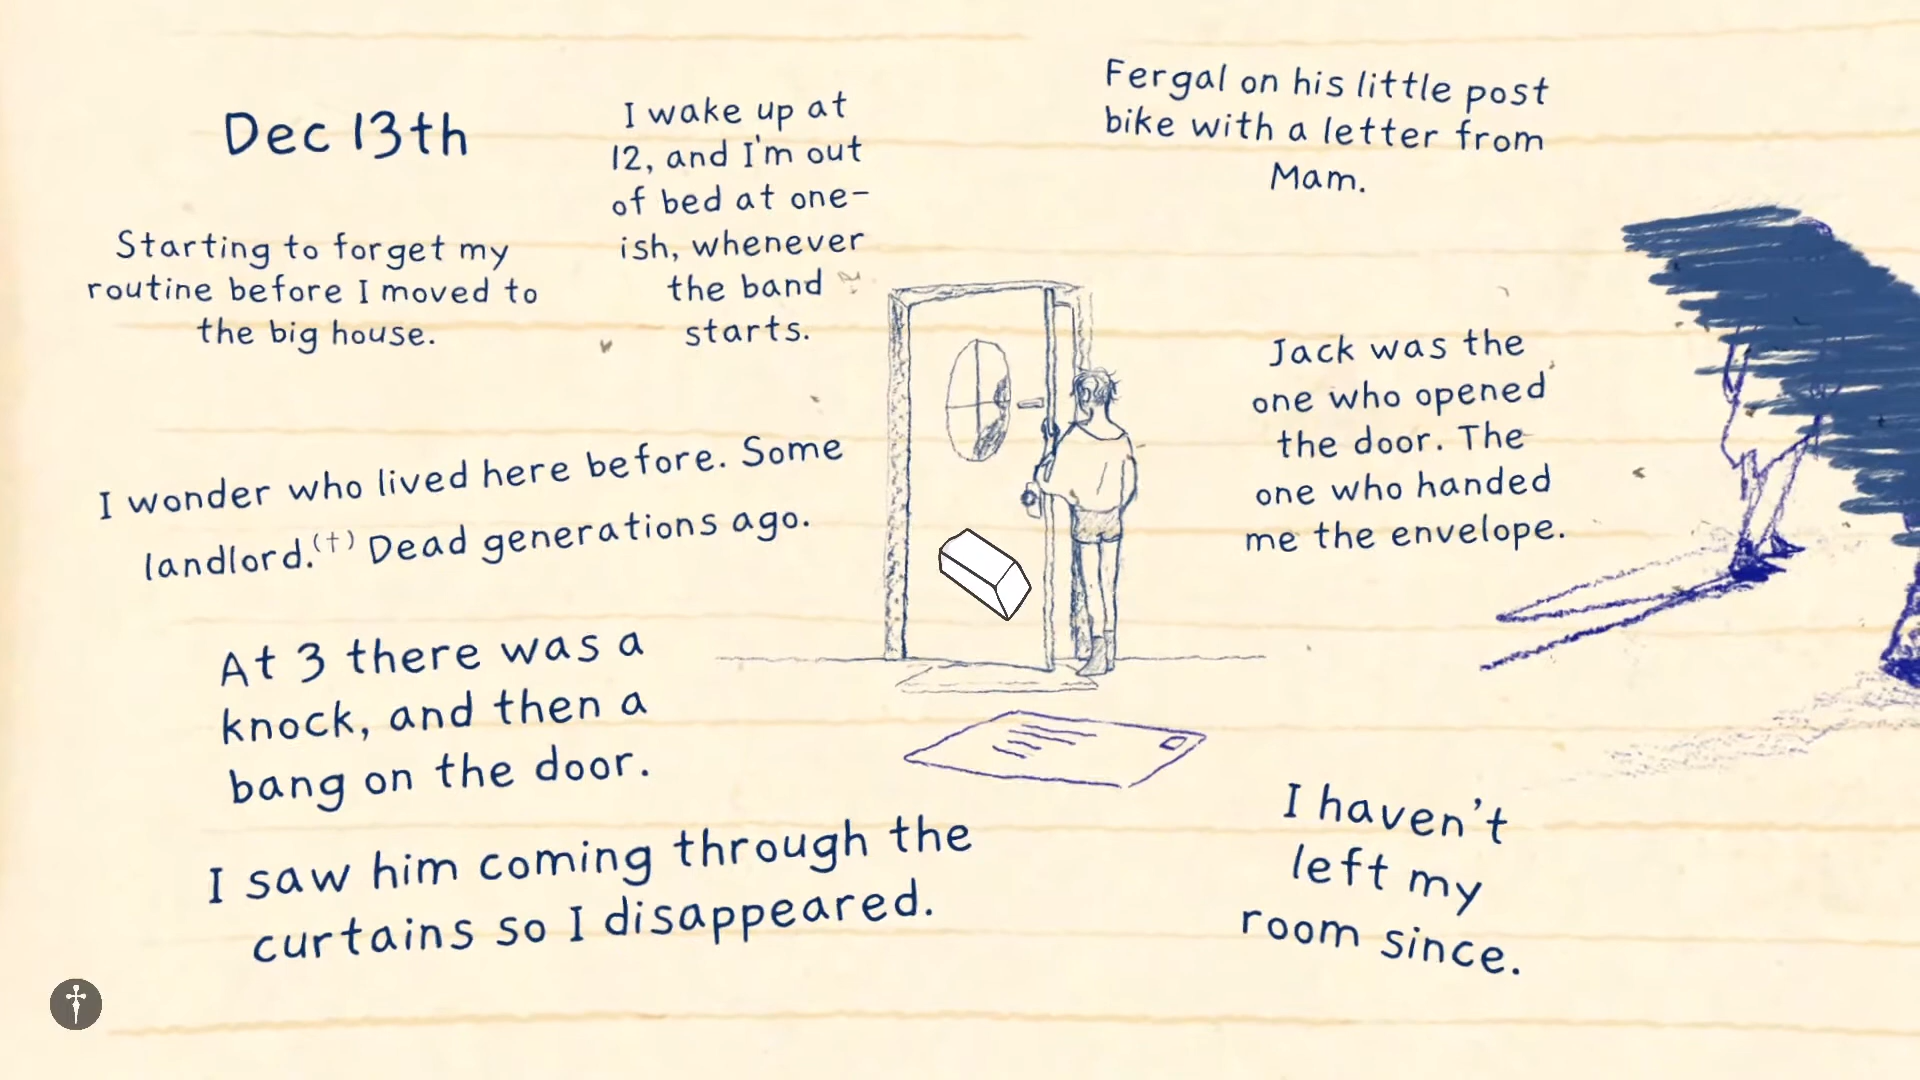 Dec 13th
Starting to forget my
routine before I moved to
the big house.
I wake up at
12, and I'm out
of bed at one-
ish, whenever
the band
starts.
I wonder who lived here before. Some
landlord.(†) Dead generations ago.
At 3 there was a
knock, and then a
bang on the door.
I saw him coming through the
curtains so I disappeared.
Fergal on his little post
bike with a letter from
Mam.
Jack was the
one who opened
the door. The
one who handed
me the envelope.
I haven't
left my
room since.